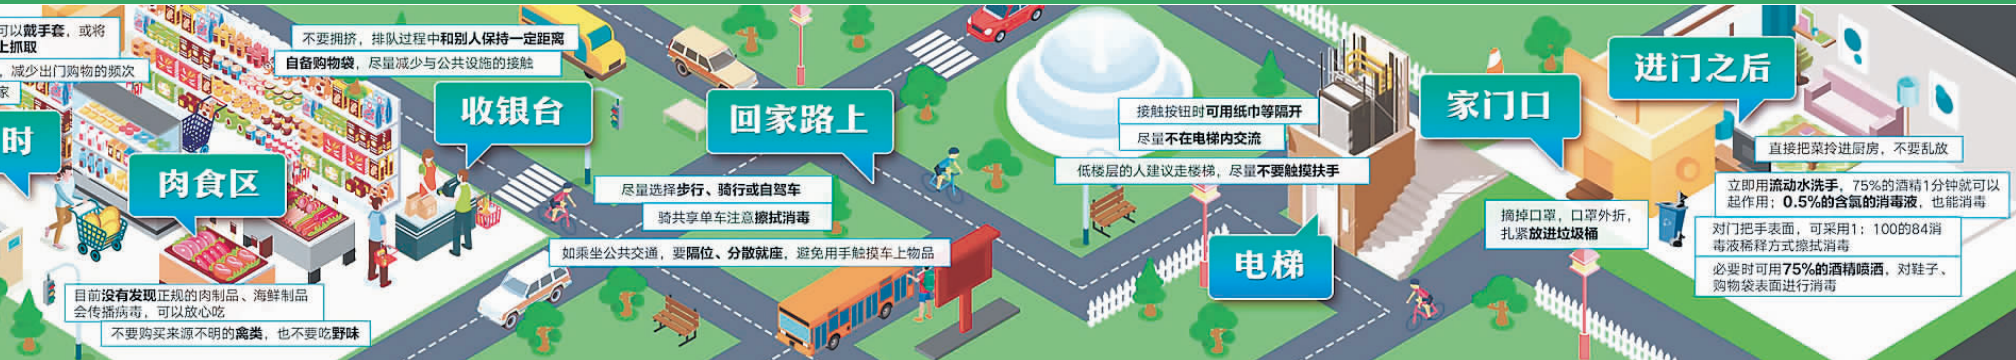 可以戴手套，或将
上抓取
，减少出门购物的频次
家
时
肉食区
目前没有发现正规的肉制品、海鲜制品
会传播病毒，可以放心吃
不要购买来源不明的禽类，也不要吃野味
不要拥挤，排队过程中和别人保持一定距离
自备购物袋，尽量减少与公共设施的接触
收银台
回家路上
尽量选择步行、骑行或自驾车
骑共享单车注意擦拭消毒
如乘坐公共交通，要隔位、分散就座，避免用手触摸车上物品
接触按钮时可用纸巾等隔开
尽量不在电梯内交流
低楼层的人建议走楼梯，尽量不要触摸扶手
电梯
家门口
摘掉口罩，口罩外折，
扎紧放进垃圾桶
进门之后
直接把菜拎进厨房，不要乱放
立即用流动水洗手，75%的酒精1分钟就可以
起作用；0.5%的含氯的消毒液，也能消毒
对门把手表面，可采用1：100的84消
毒液稀释方式擦拭消毒
必要时可用75%的酒精喷洒，对鞋子、
购物袋表面进行消毒